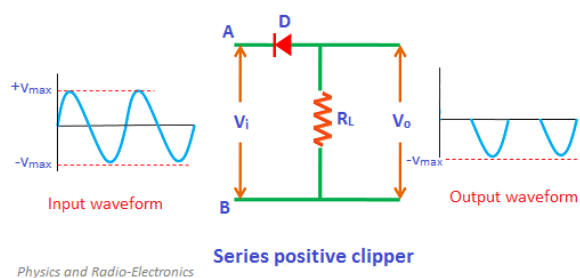 D
A
+Vmax
Vi
RL
Vo
-Vmax
-Vmax
B
Input waveform
Output waveform
Series positive clipper
Physics and Radio-Electronics